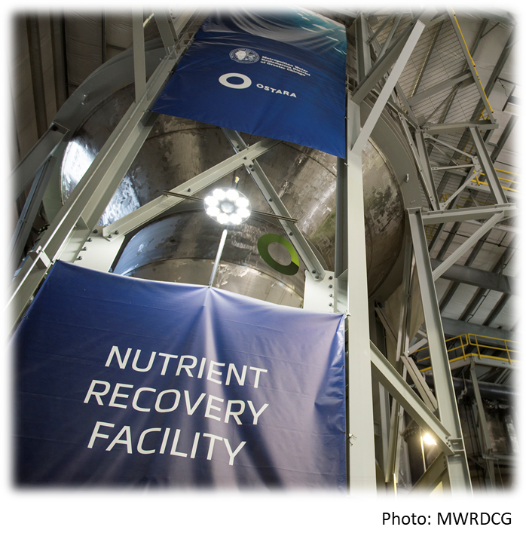 OSTARA
NUTRIENT
RECOVERY
FACILITY
Photo: MWRDCG